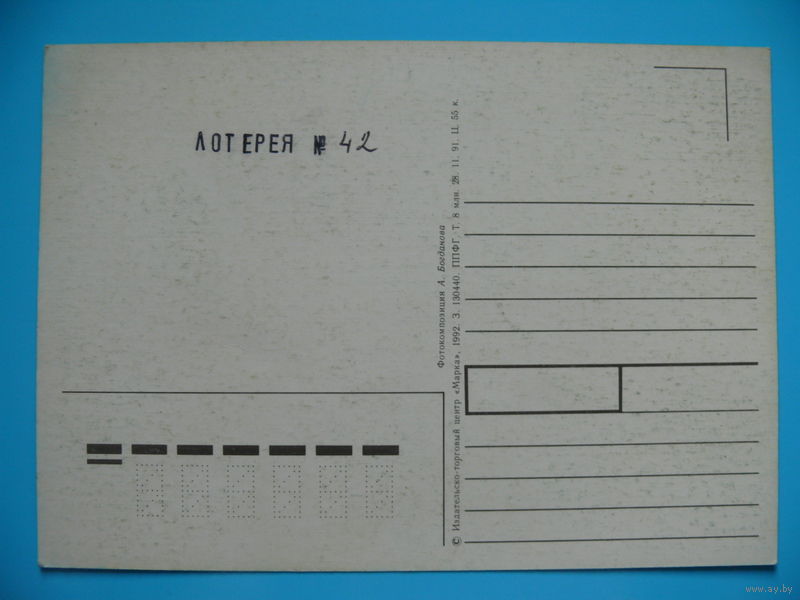 ЛОТЕРЕЯ № 42
Фотокомпозиция А. Богданова
© Издательско-торговый центр «Марка», 1992. З. 130440. ППФГ. Т. 8 млн. 28. 11. 91. Ц. 55 к.
www.ay.by